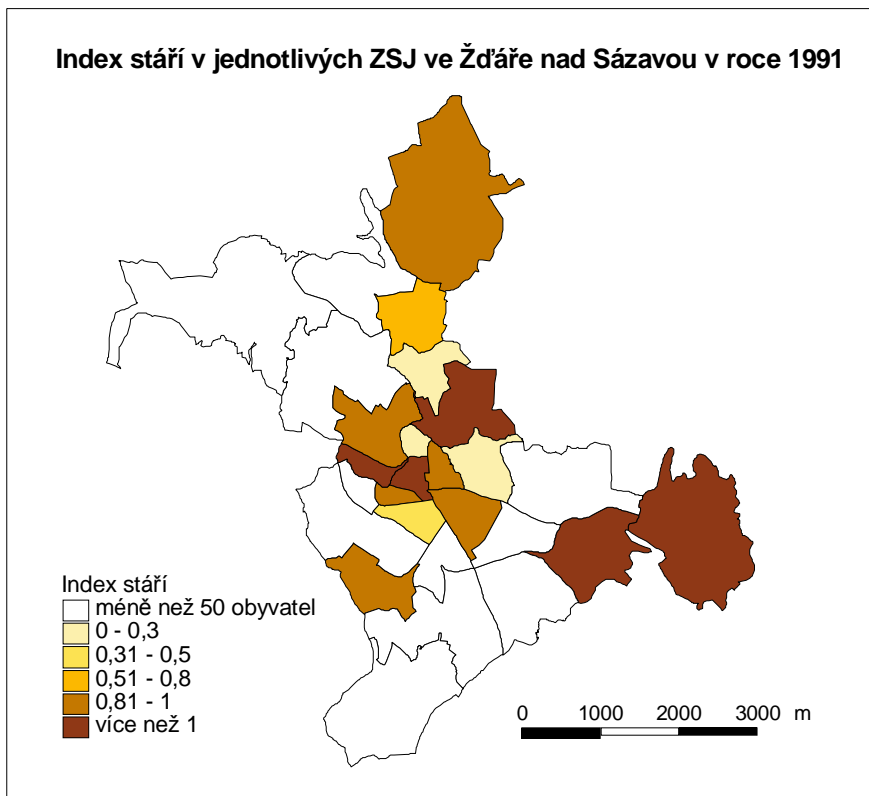 Index stáří v jednotlivých ZSJ ve Žďáře nad Sázavou v roce 1991
Index stáří
méně než 50 obyvatel
0 - 0,3
0,31 - 0,5
0,51 - 0,8
0,81 - 1
více než 1
0 1000 2000 3000 m